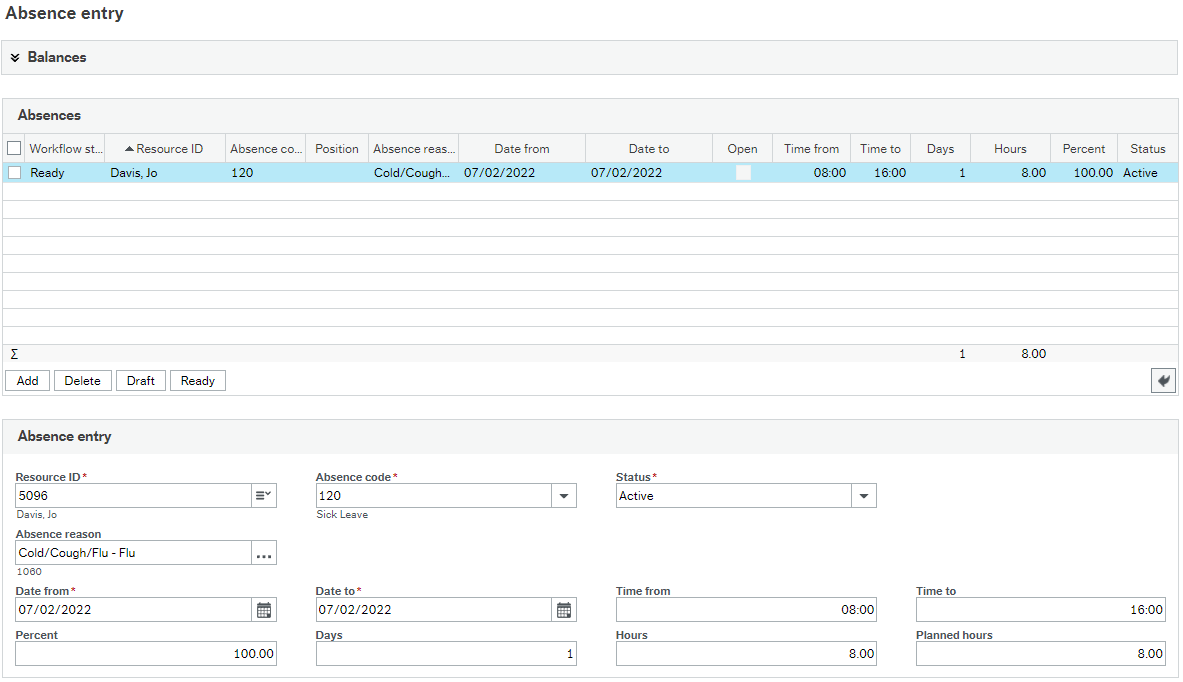 Absence entry
Balances
Absences
Workflow st... Resource ID Absence co... Position Absence reas... Date from Date to Open Time from Time to Days Hours Percent Status
Ready Davis, Jo 120 Cold/Cough... 07/02/2022 07/02/2022 08:00 16:00 1 8.00 100.00 Active
Σ 1 8.00
Add Delete Draft Ready
Absence entry
Resource ID* Absence code* Status*
5096 120 Active
Davis, Jo Sick Leave
Absence reason
Cold/Cough/Flu - Flu ...
1060
Date from* Date to* Time from Time to
07/02/2022 07/02/2022 08:00 16:00
Percent Days Hours Planned hours
100.00 1 8.00 8.00